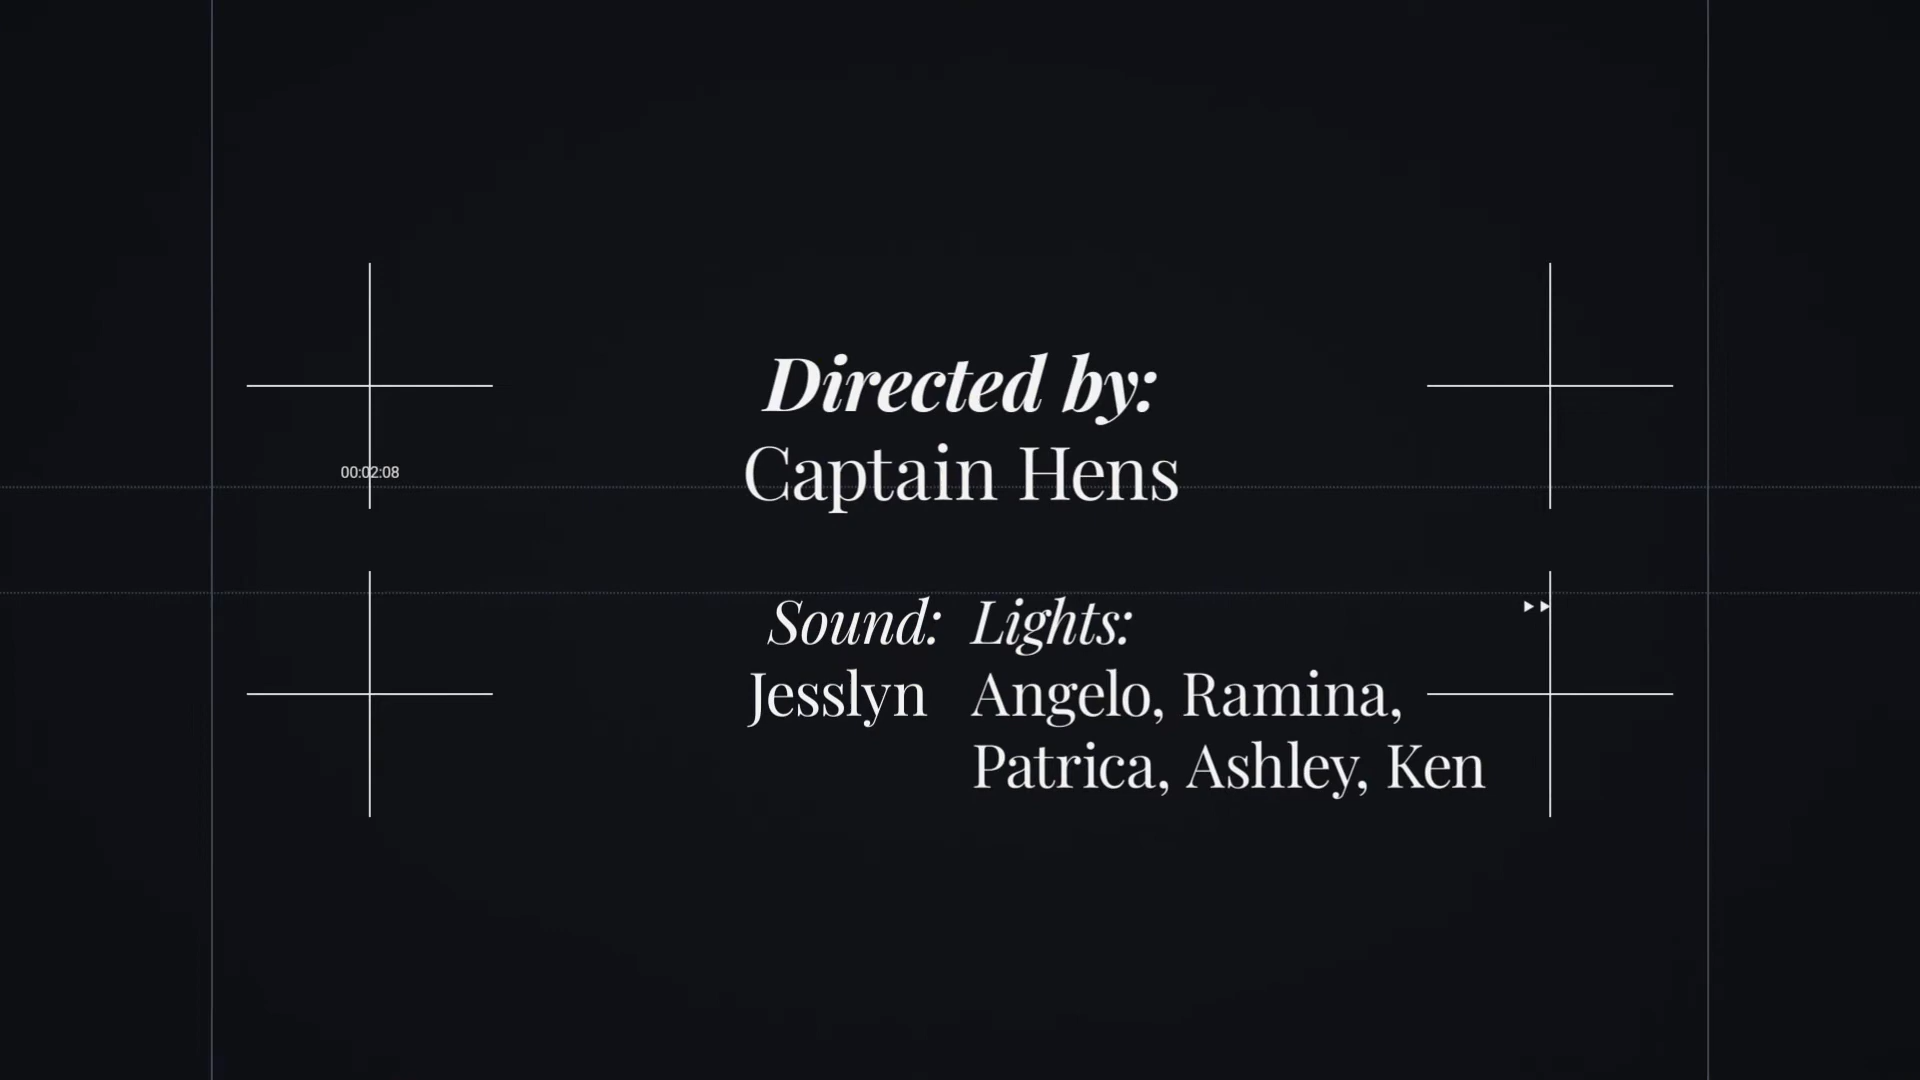 Directed by:
00:02:08
Captain Hens
Sound:
Jesslyn
Lights:
Angelo, Ramina,
Patrica, Ashley, Ken